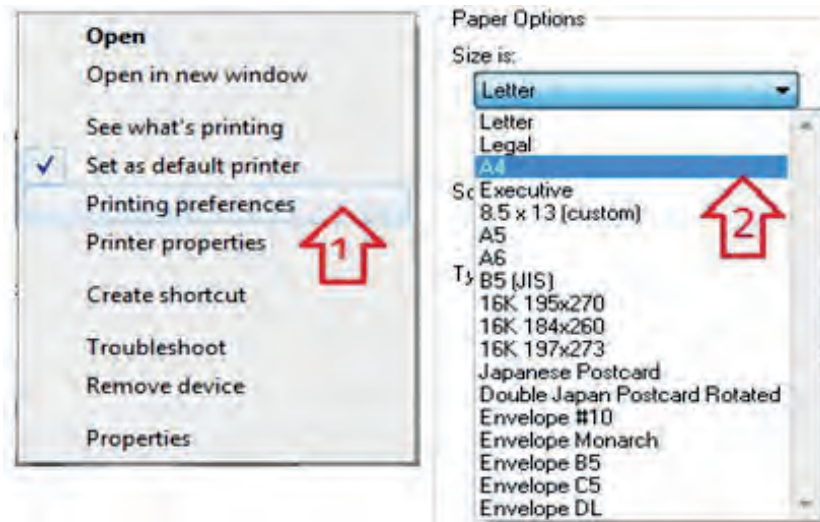 Open
Open in new window
See what's printing
Set as default printer
Printing preferences
Printer properties
Create shortcut
Troubleshoot
Remove device
Properties
1
Paper Options
Size is:
Letter
Letter
Legal
A4
Sc
Executive
8.5 x 13 (custom)
A5
A6
B5 (JIS)
16K 195x270
16K 184x260
16K 197x273
Japanese Postcard
Double Japan Postcard Rotated
Envelope #10
Envelope Monarch
Envelope B5
Envelope C5
Envelope DL
2